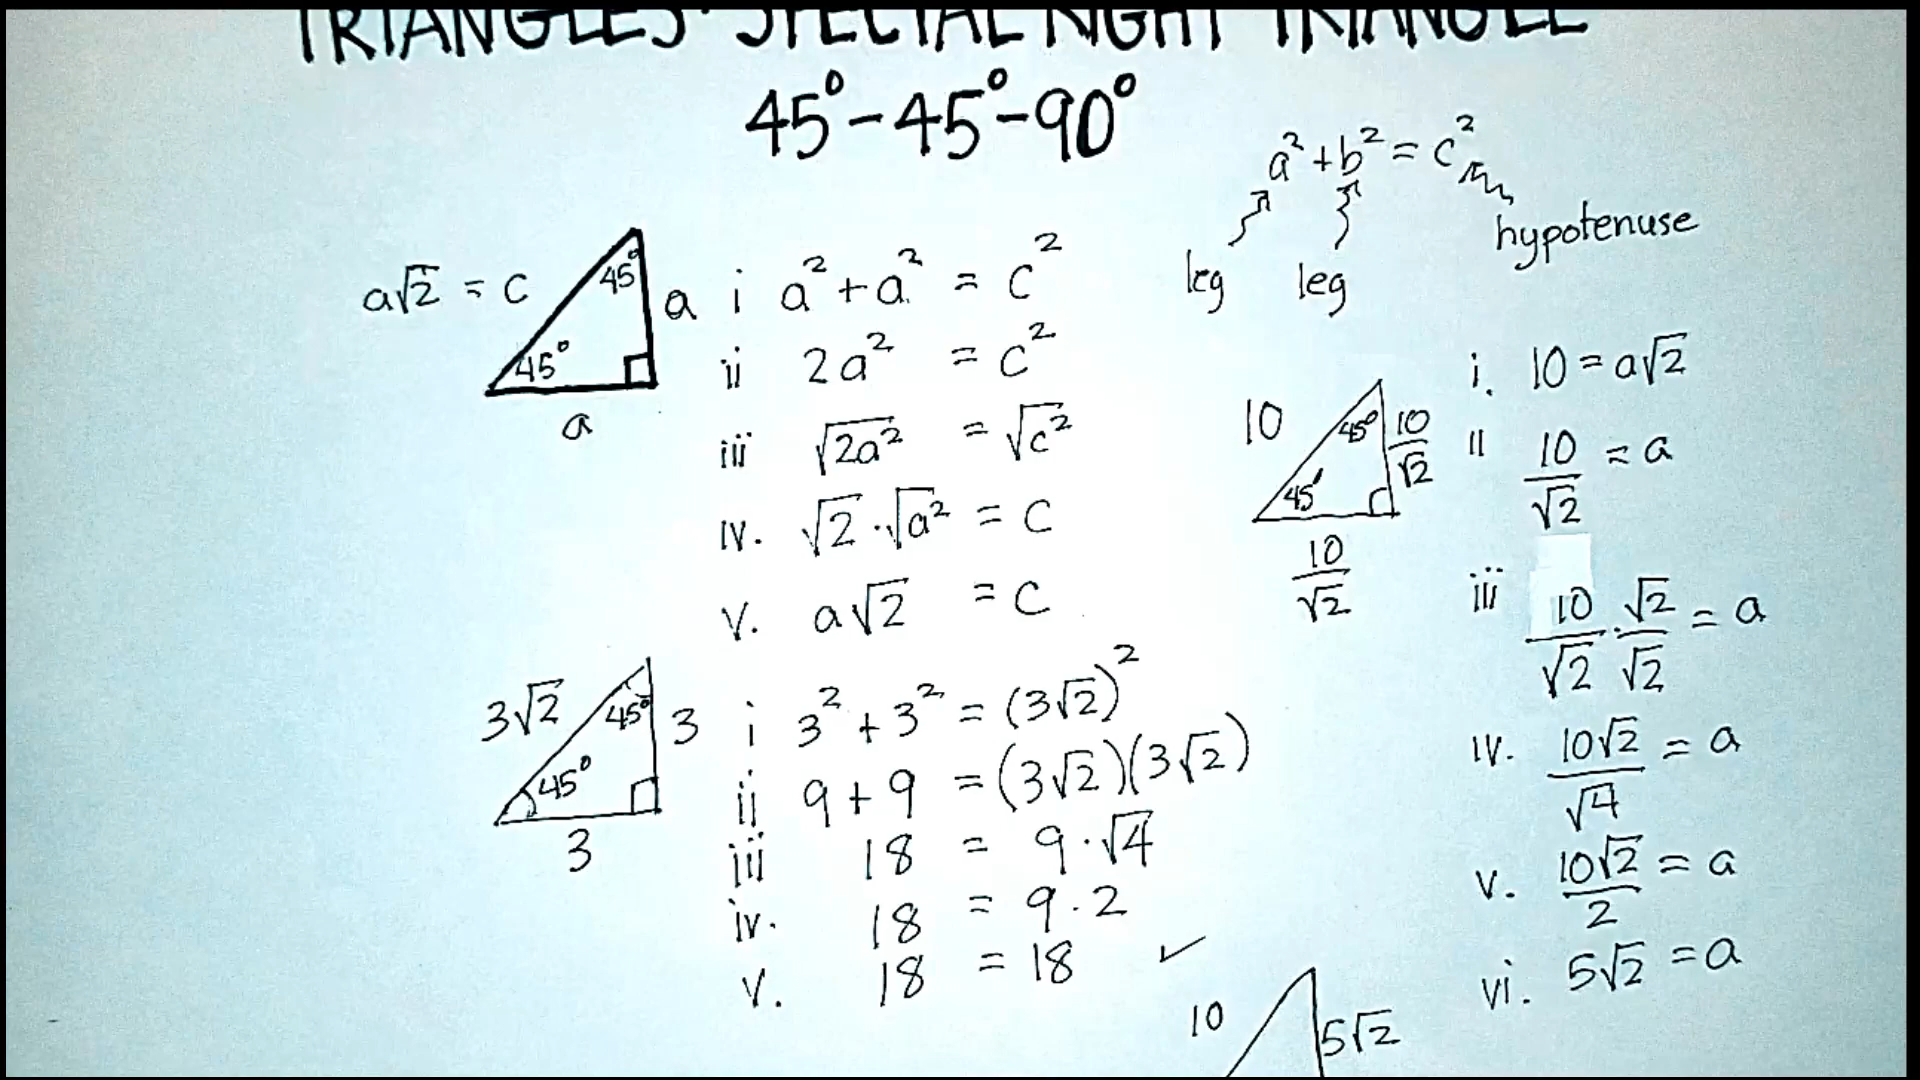 TRIANGLES: SPECIAL RIGHT TRIANGLE
45° - 45° - 90°
a² + b² = c²
leg leg hypotenuse
a√2 = c
45°
45°
a
a
i a² + a² = c²
ii 2a² = c²
iii √2a² = √c²
iv. √2 · √a² = c
v. a√2 = c
3√2
45°
45°
3
3
i 3² + 3² = (3√2)²
ii 9 + 9 = (3√2)(3√2)
iii 18 = 9 · √4
iv. 18 = 9 · 2
v. 18 = 18 ✓
10
45°
45°
10/√2
10/√2
i. 10 = a√2
ii 10/√2 = a
iii 10/√2 · √2/√2 = a
iv. 10√2/√4 = a
v. 10√2/2 = a
vi. 5√2 = a
10
5√2